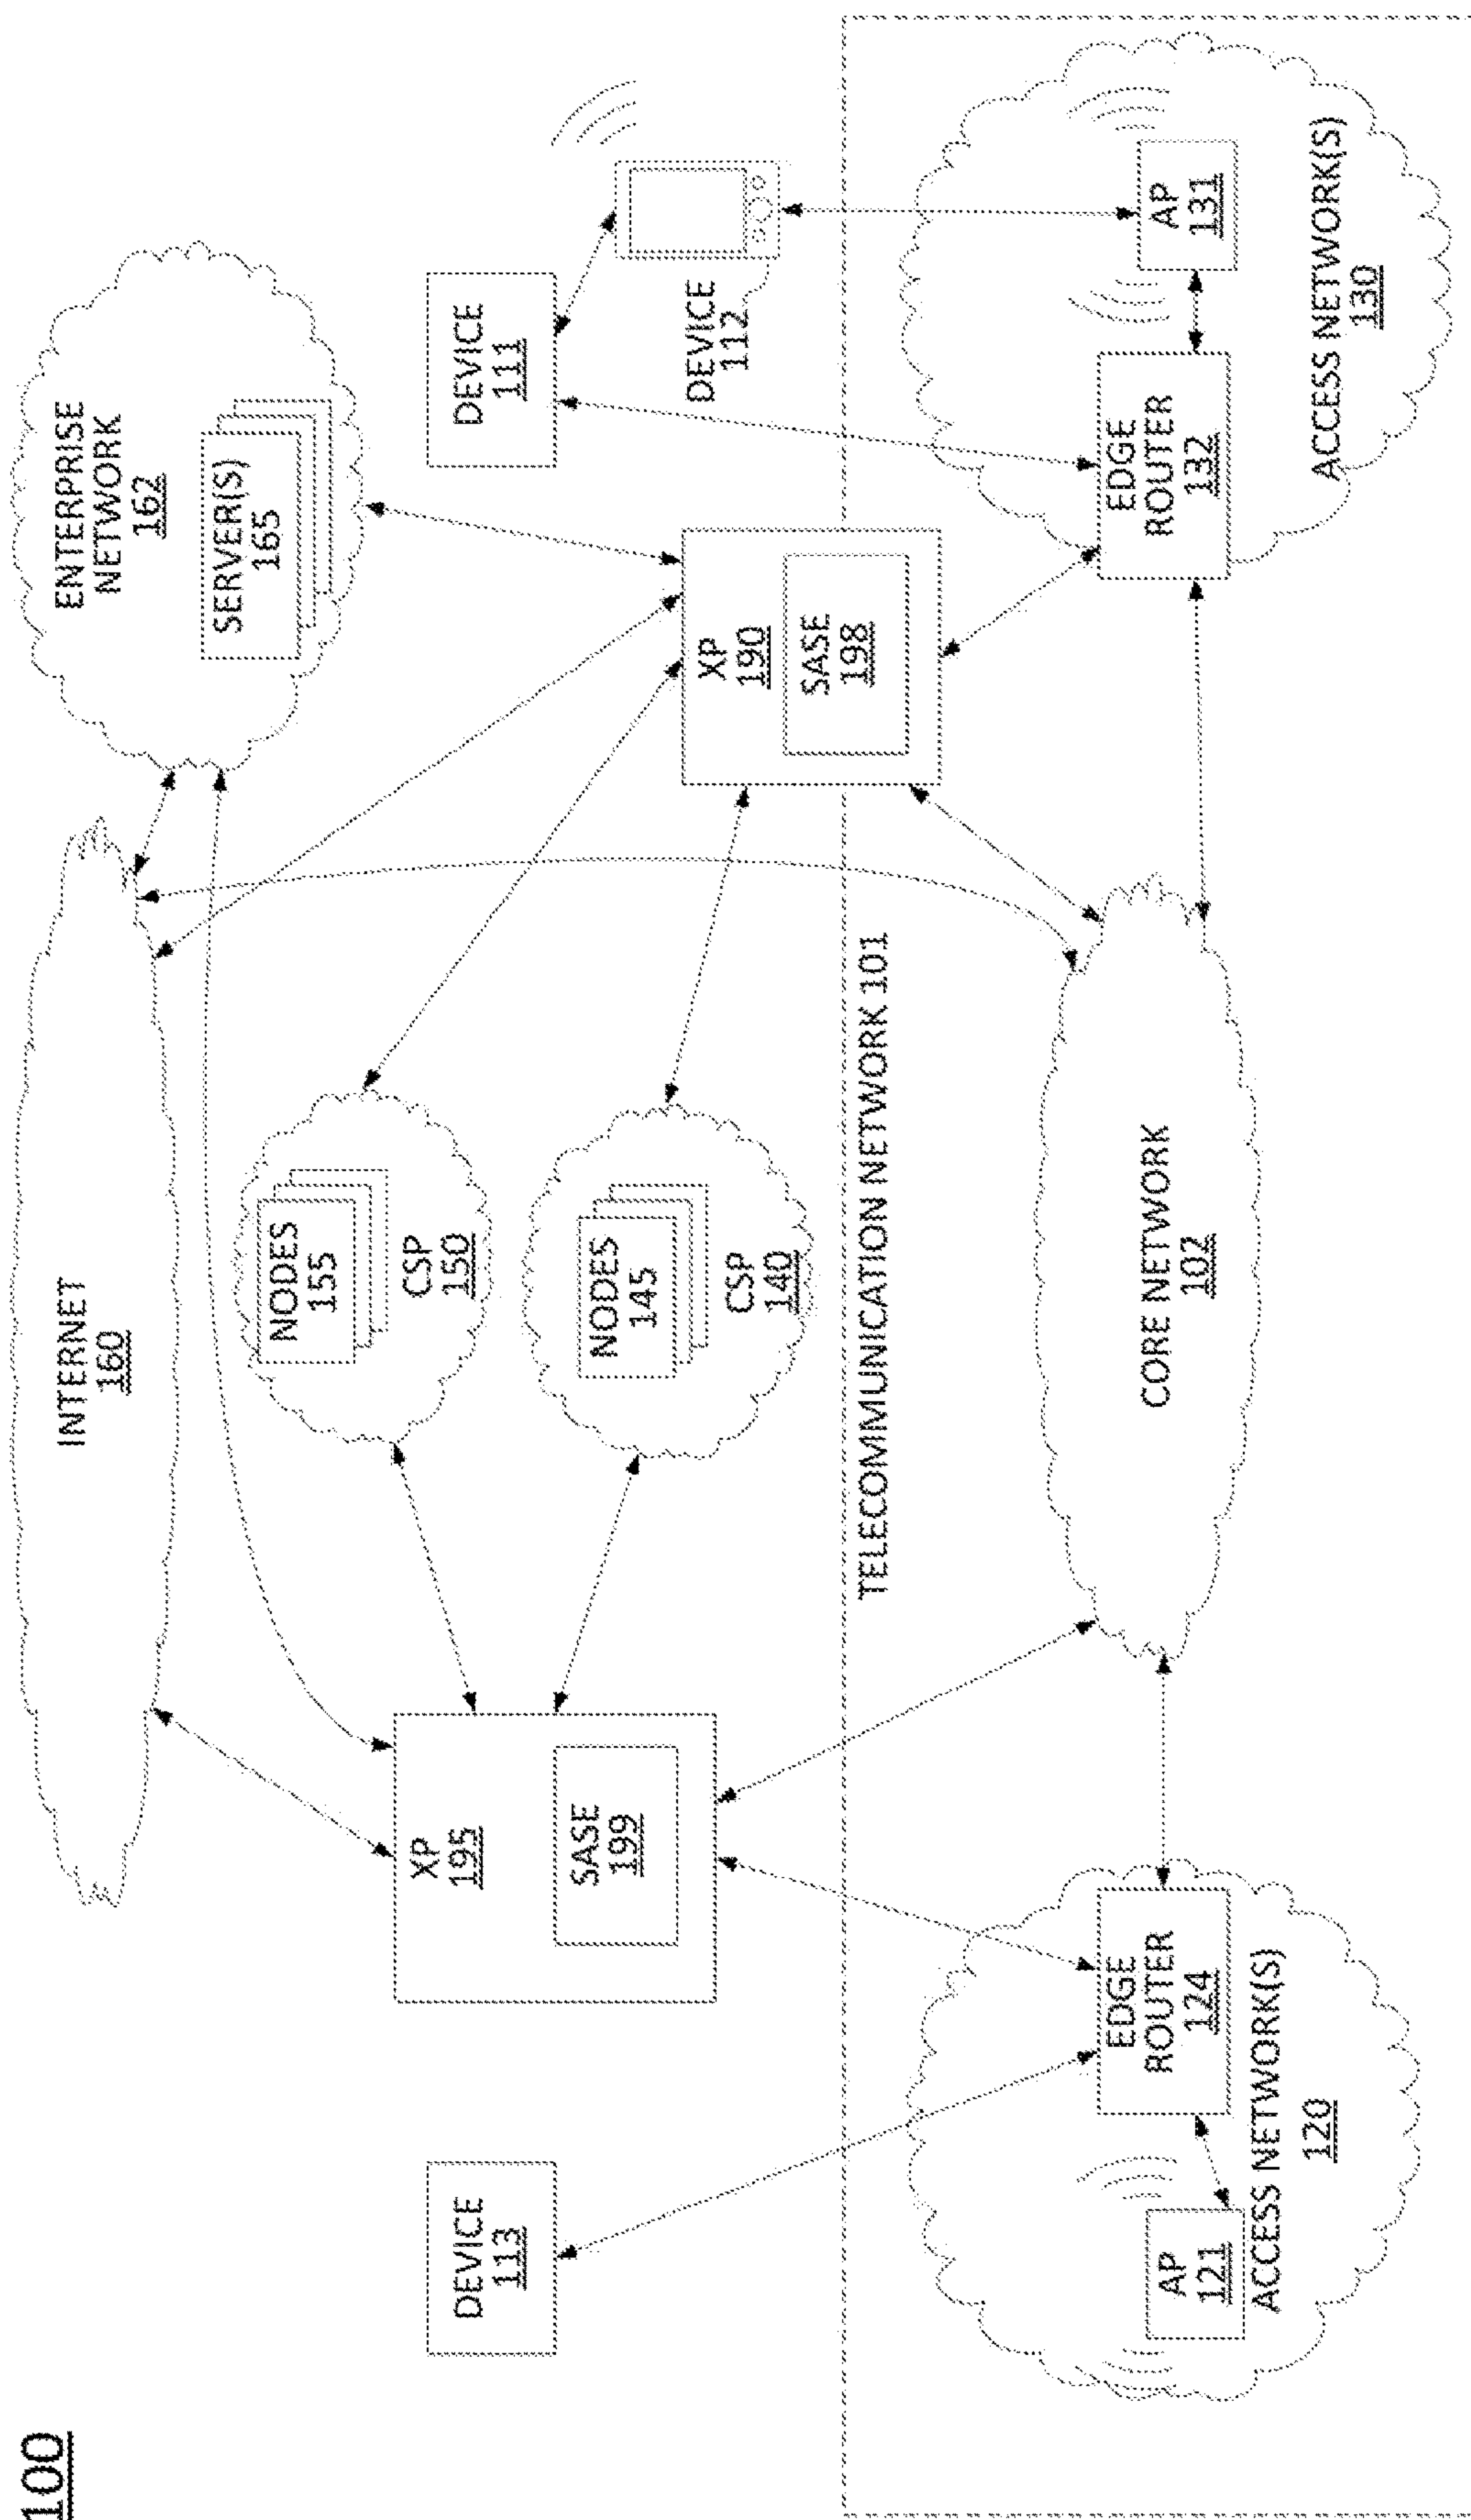 100
INTERNET
160
ENTERPRISE
NETWORK
162
SERVER(S)
165
XP
195
SASE
199
NODES
155
CSP
150
NODES
145
CSP
140
XP
190
SASE
198
DEVICE
113
DEVICE
111
DEVICE
112
TELECOMMUNICATION NETWORK 101
AP
121
EDGE
ROUTER
124
ACCESS NETWORK(S)
120
CORE NETWORK
102
EDGE
ROUTER
132
AP
131
ACCESS NETWORK(S)
130